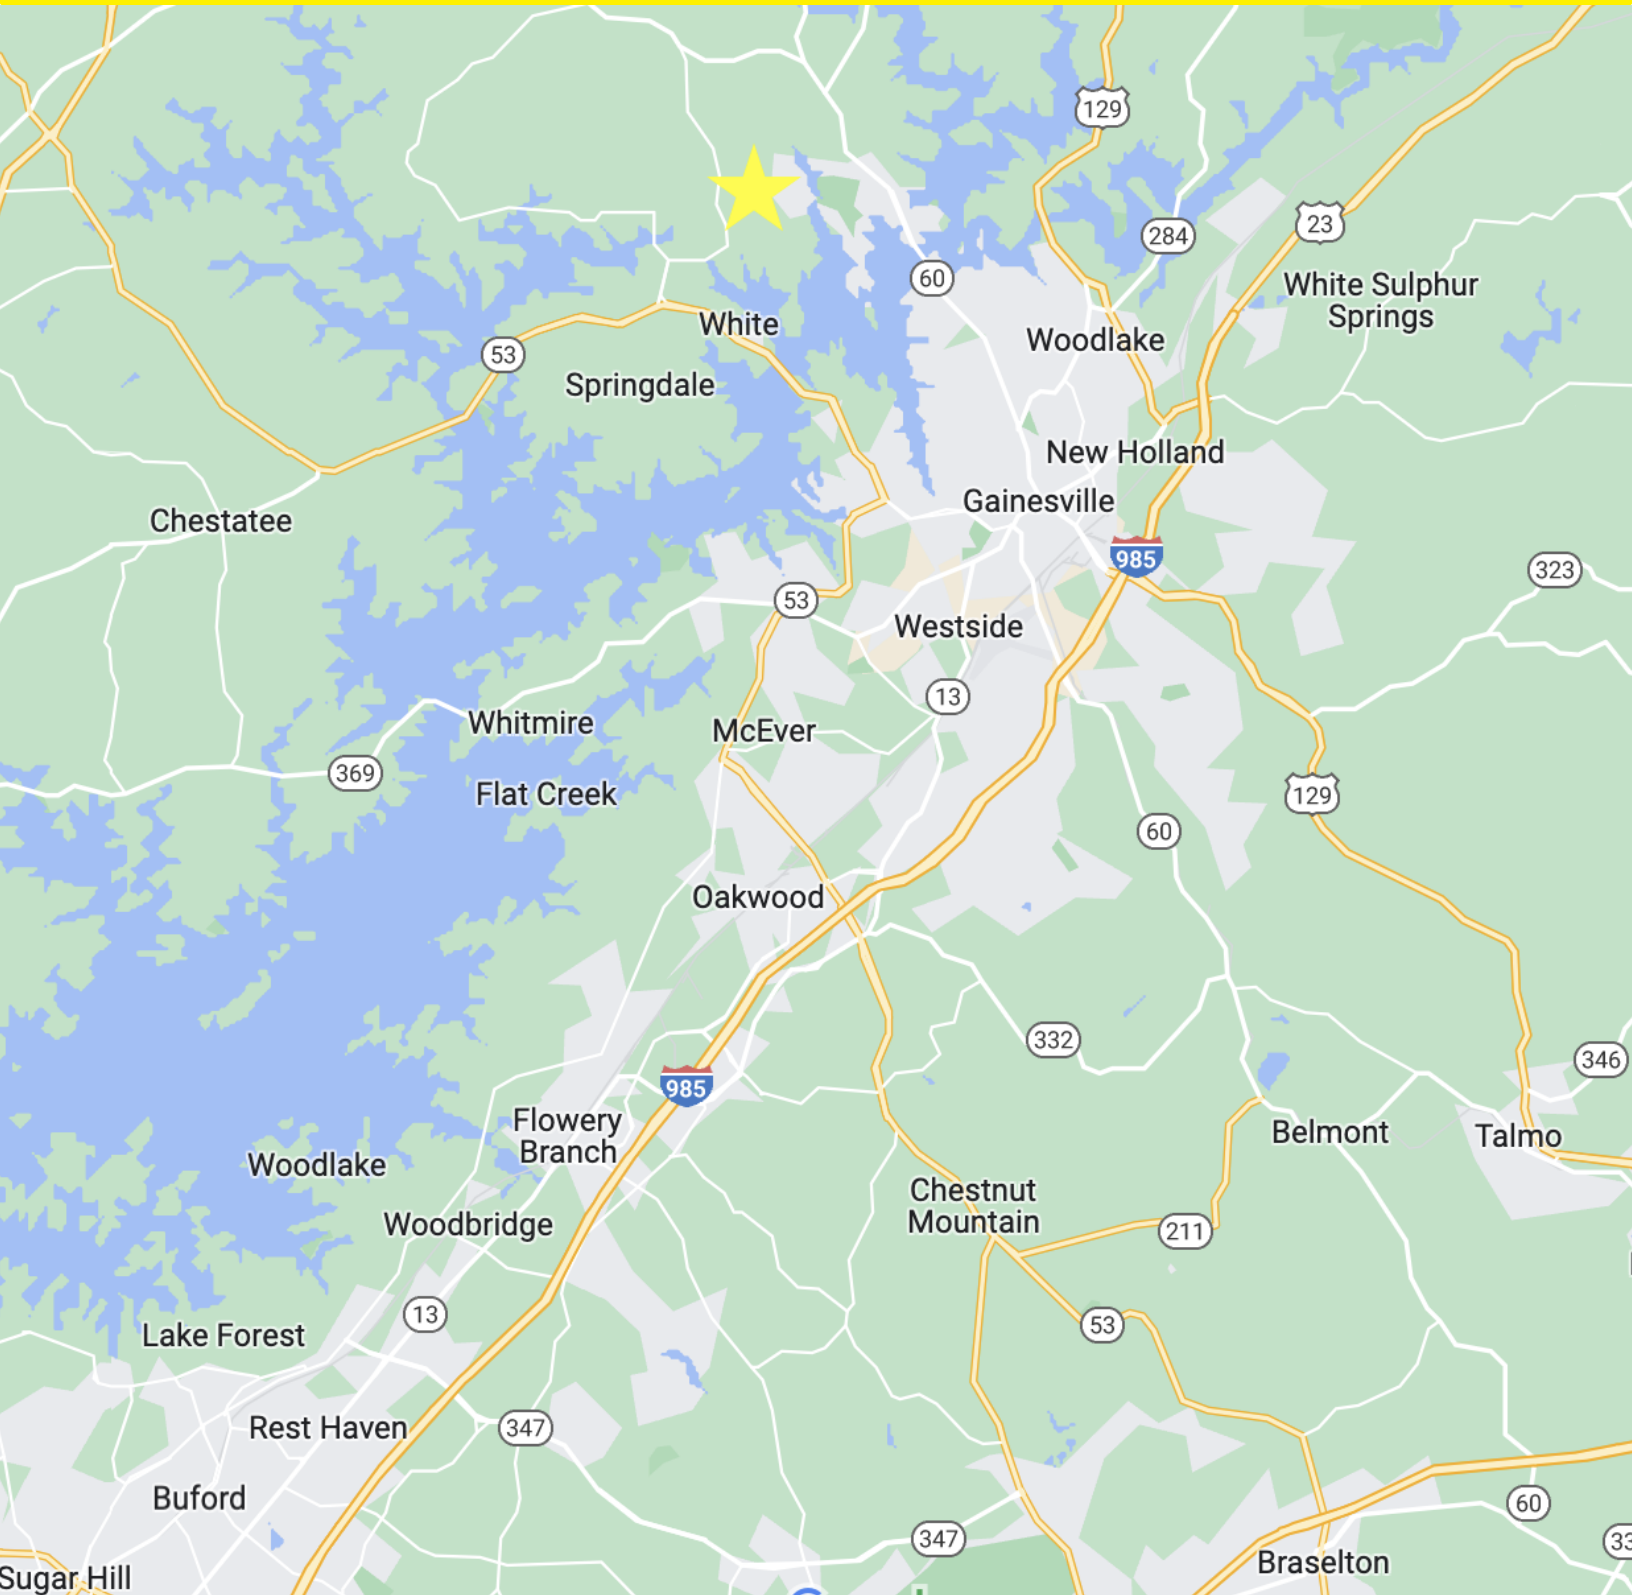 129
23
284
60
White Sulphur
Springs
White
Woodlake
53
Springdale
New Holland
Gainesville
Chestatee
985
323
53
Westside
13
Whitmire
McEver
369
Flat Creek
129
60
Oakwood
332
346
985
Flowery
Branch
Belmont
Talmo
Woodlake
Chestnut
Mountain
Woodbridge
211
13
53
Lake Forest
Rest Haven
347
Buford
60
347
33
Braselton
Sugar Hill